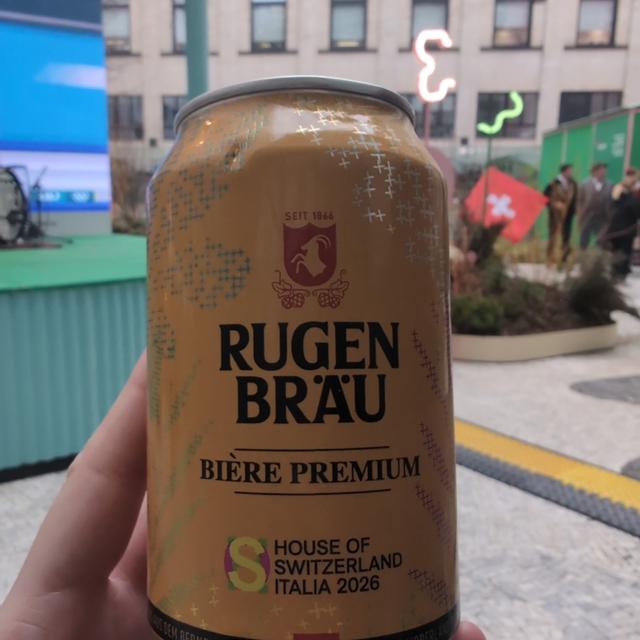 SEIT 1866
RUGEN
BRÄU
BIÈRE PREMIUM
S HOUSE OF
SWITZERLAND
ITALIA 2026